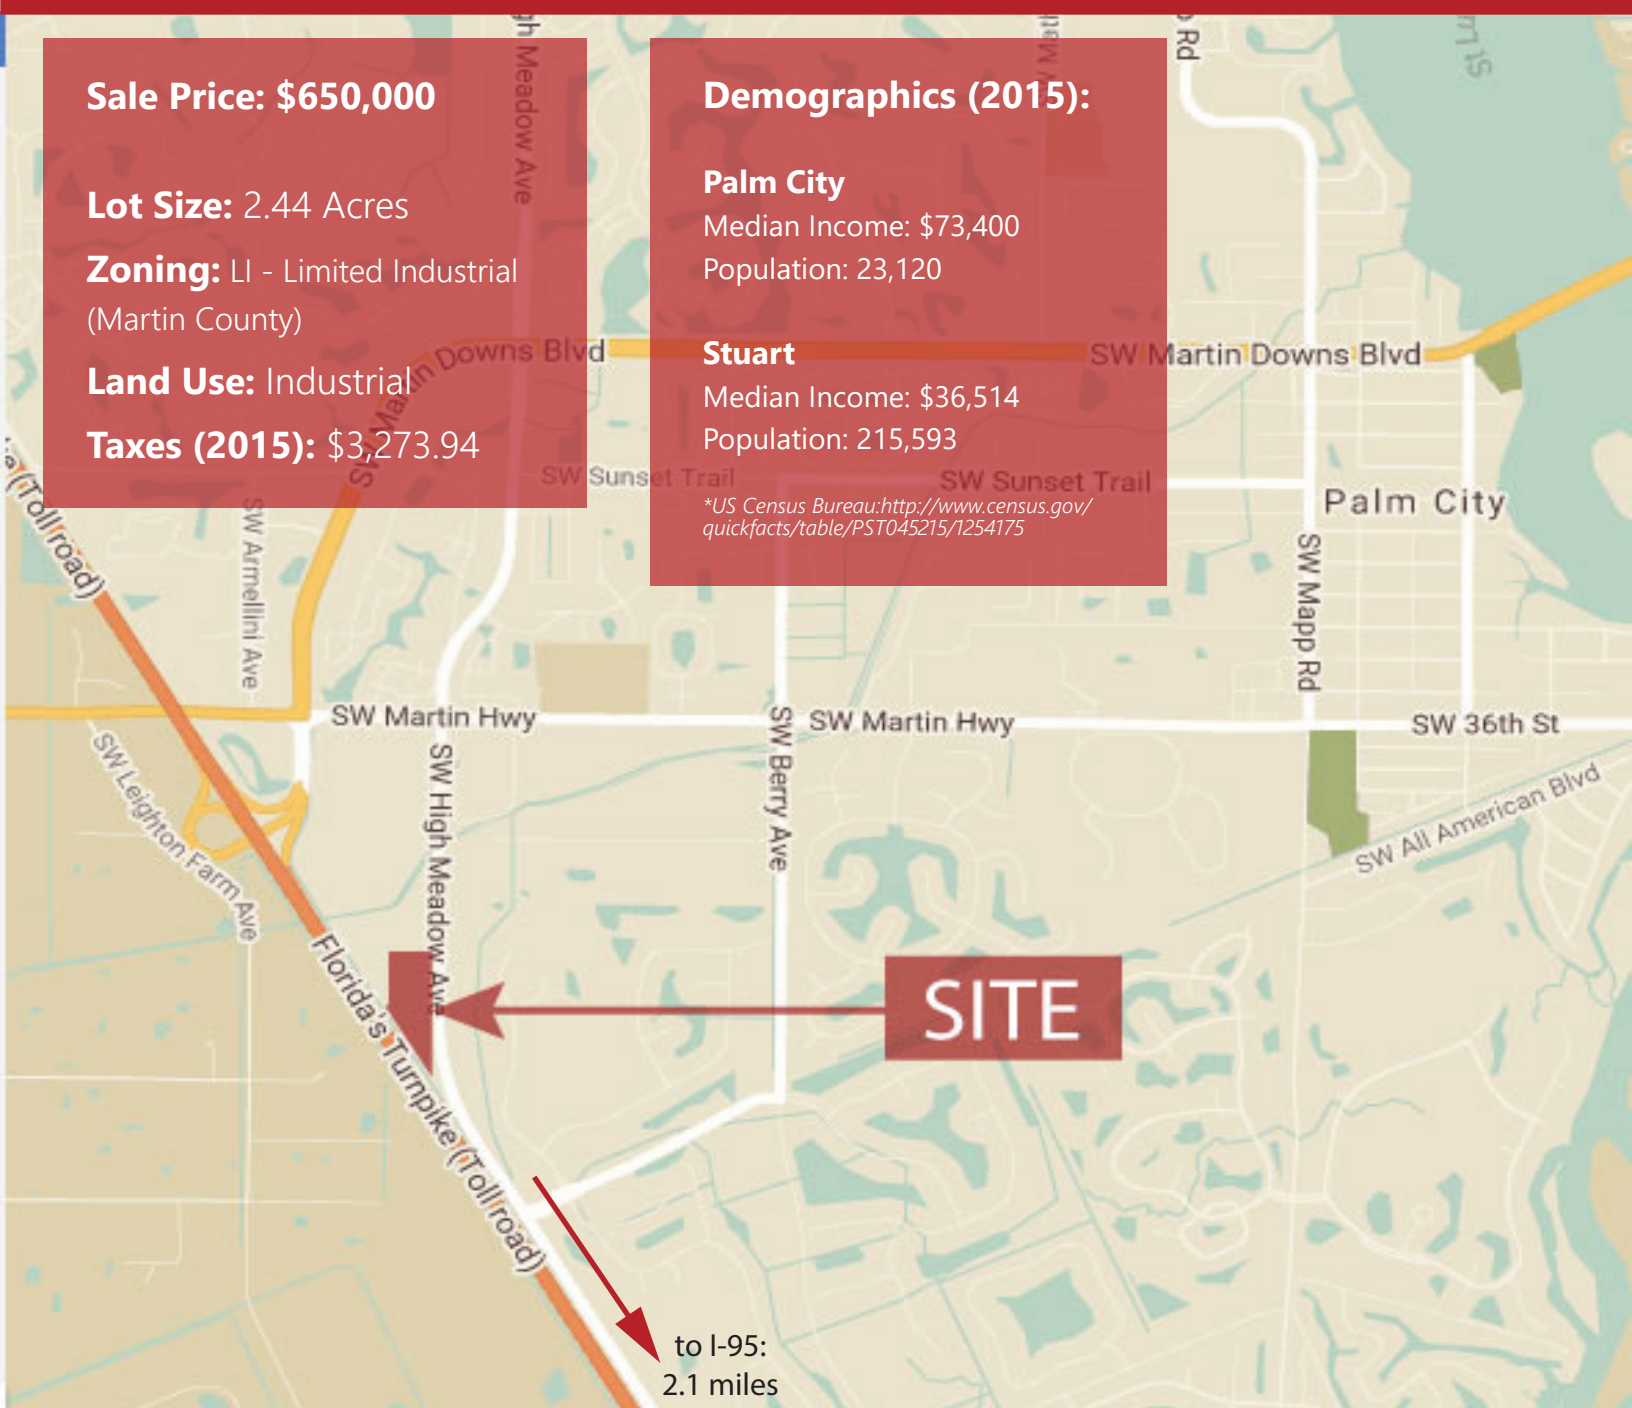 Sale Price: $650,000
Lot Size: 2.44 Acres
Zoning: LI - Limited Industrial
(Martin County)
Land Use: Industrial
Taxes (2015): $3,273.94
Demographics (2015):
Palm City
Median Income: $73,400
Population: 23,120
Stuart
Median Income: $36,514
Population: 215,593
*US Census Bureau:http://www.census.gov/
quickfacts/table/PST045215/1254175
Meadow Ave
Rd
SW Martin Downs Blvd
SW Martin Downs Blvd
SW Sunset Trail
SW Sunset Trail
Palm City
(Toll road)
SW Armellini Ave
SW Mapp Rd
SW Martin Hwy
SW Martin Hwy
SW 36th St
SW Berry Ave
SW High Meadow Ave
SW Leighton Farm Ave
SW All American Blvd
Florida's Turnpike (Toll road)
SITE
to I-95:
2.1 miles